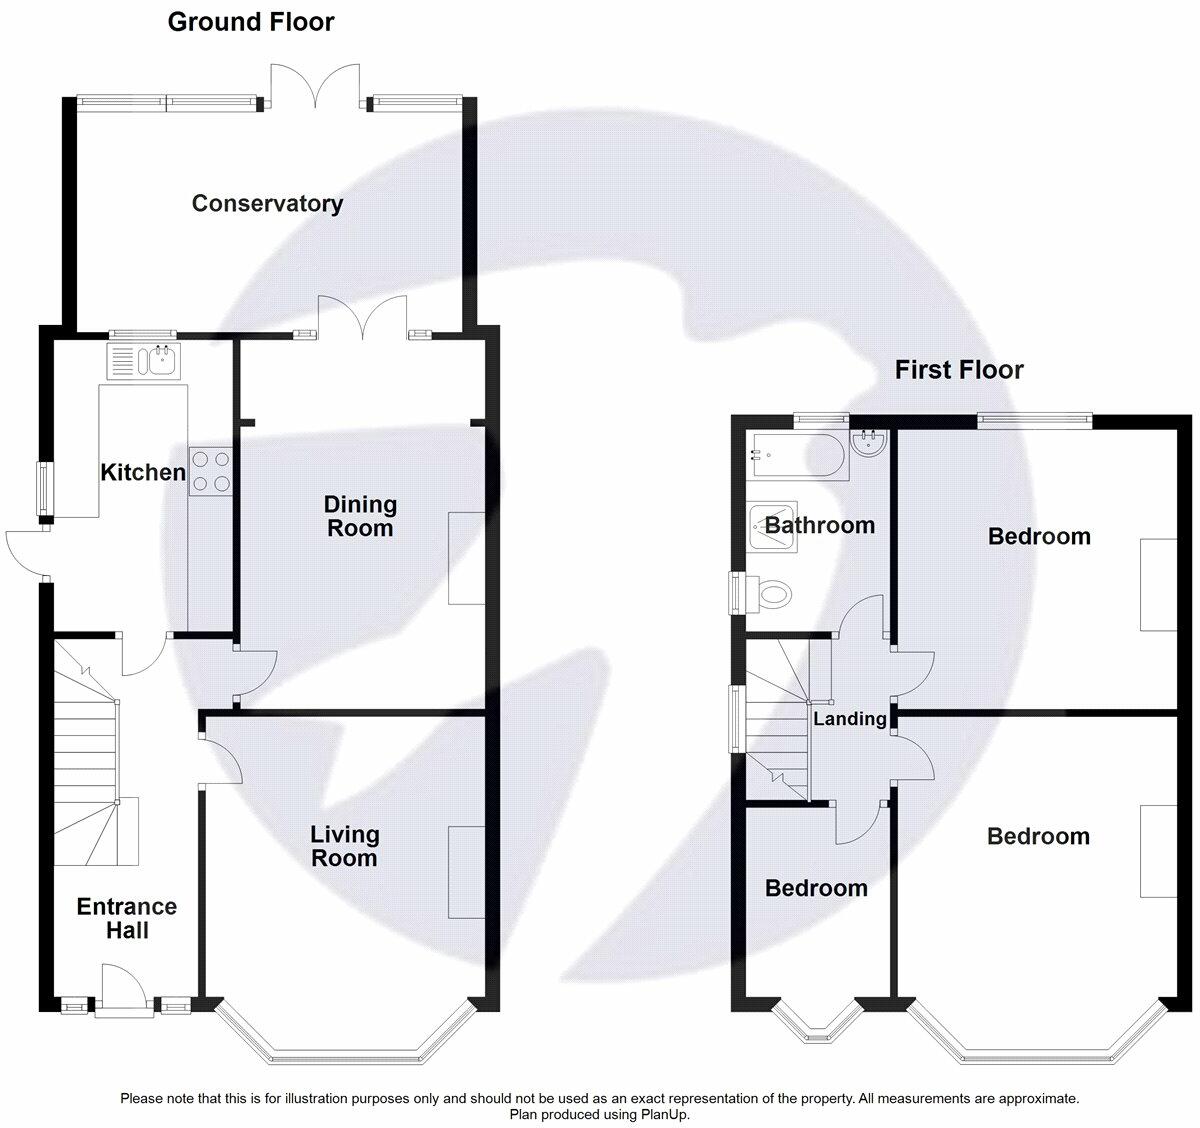 Ground Floor
Conservatory
Kitchen
Dining
Room
Living
Room
Entrance
Hall
First Floor
Bathroom
Bedroom
Landing
Bedroom
Bedroom
Please note that this is for illustration purposes only and should not be used as an exact representation of the property. All measurements are approximate.
Plan produced using PlanUp.